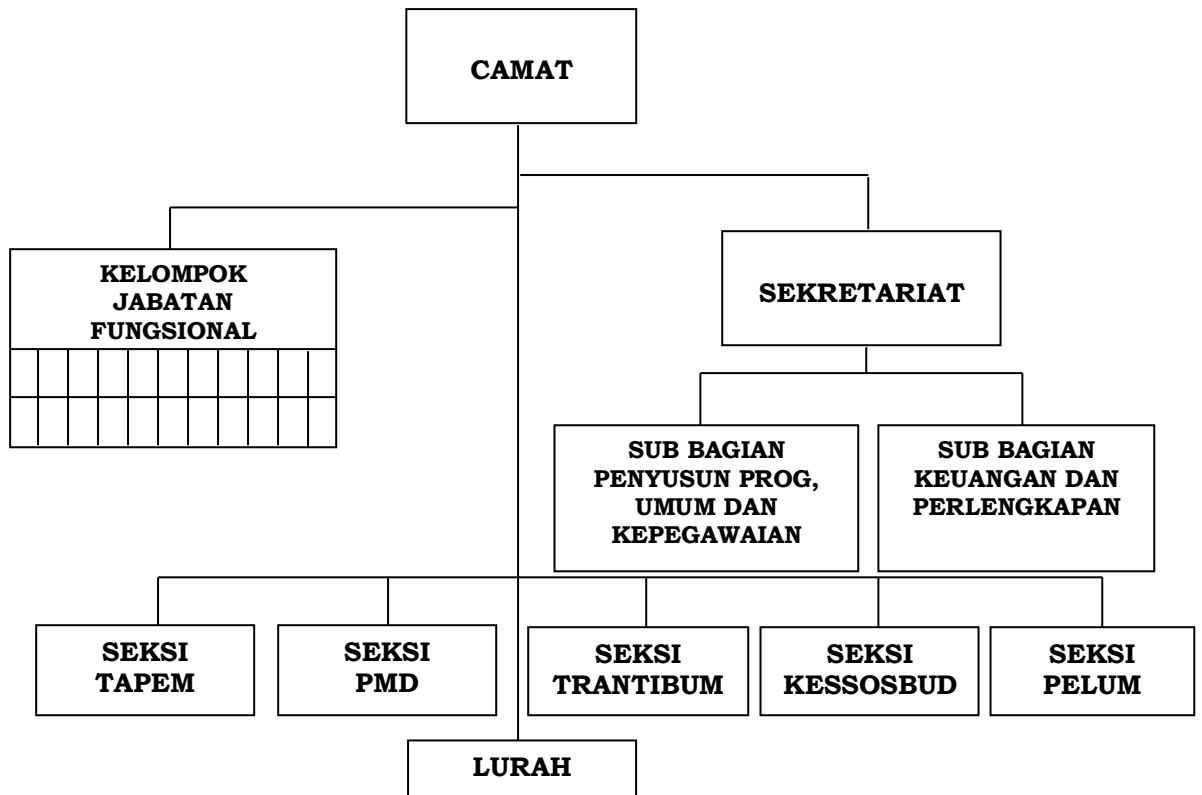 CAMAT
KELOMPOK
JABATAN
FUNGSIONAL
SEKRETARIAT
SUB BAGIAN
PENYUSUN PROG,
UMUM DAN
KEPEGAWAIAN
SUB BAGIAN
KEUANGAN DAN
PERLENGKAPAN
SEKSI
TAPEM
SEKSI
PMD
SEKSI
TRANTIBUM
SEKSI
KESSOSBUD
SEKSI
PELUM
LURAH